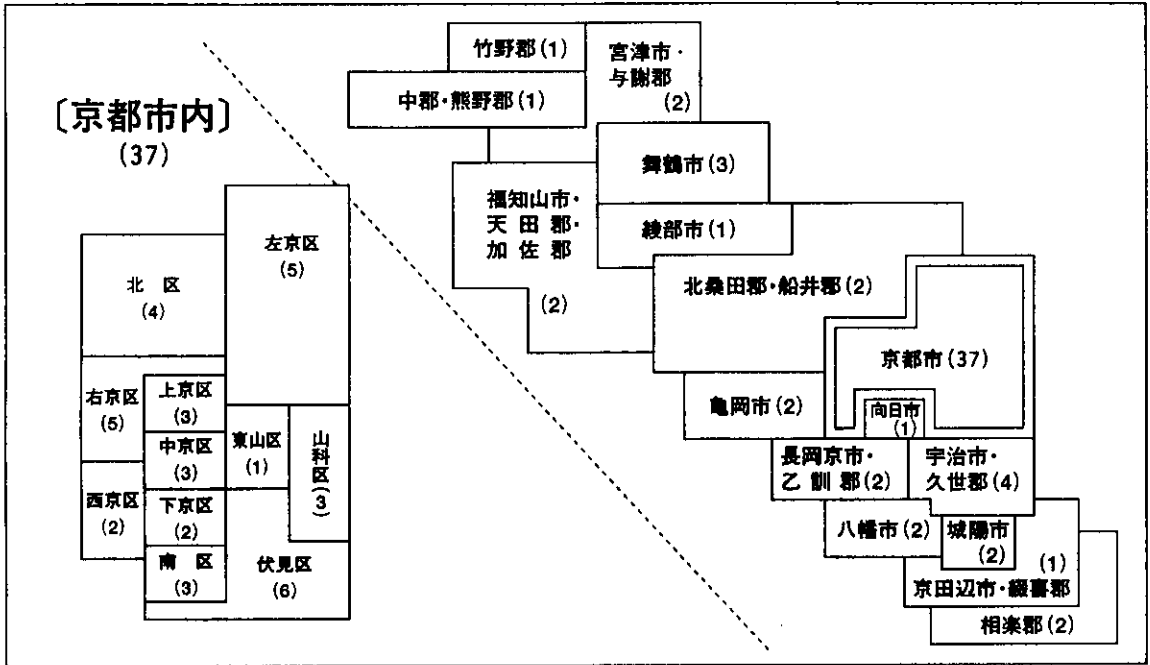 〔京都市内〕
(37)
北 区
(4)
左京区
(5)
右京区
(5)
上京区
(3)
中京区
(3)
東山区
(1)
山科区
(3)
西京区
(2)
下京区
(2)
南 区
(3)
伏見区
(6)
竹野郡(1)
宮津市・
与謝郡
(2)
中郡・熊野郡(1)
舞鶴市(3)
福知山市・
天田郡・
加佐郡
(2)
綾部市(1)
北桑田郡・船井郡(2)
京都市(37)
亀岡市(2)
向日市
(1)
長岡京市・
乙訓郡(2)
宇治市・
久世郡(4)
八幡市(2)
城陽市
(2)
(1)
京田辺市・綴喜郡
相楽郡(2)